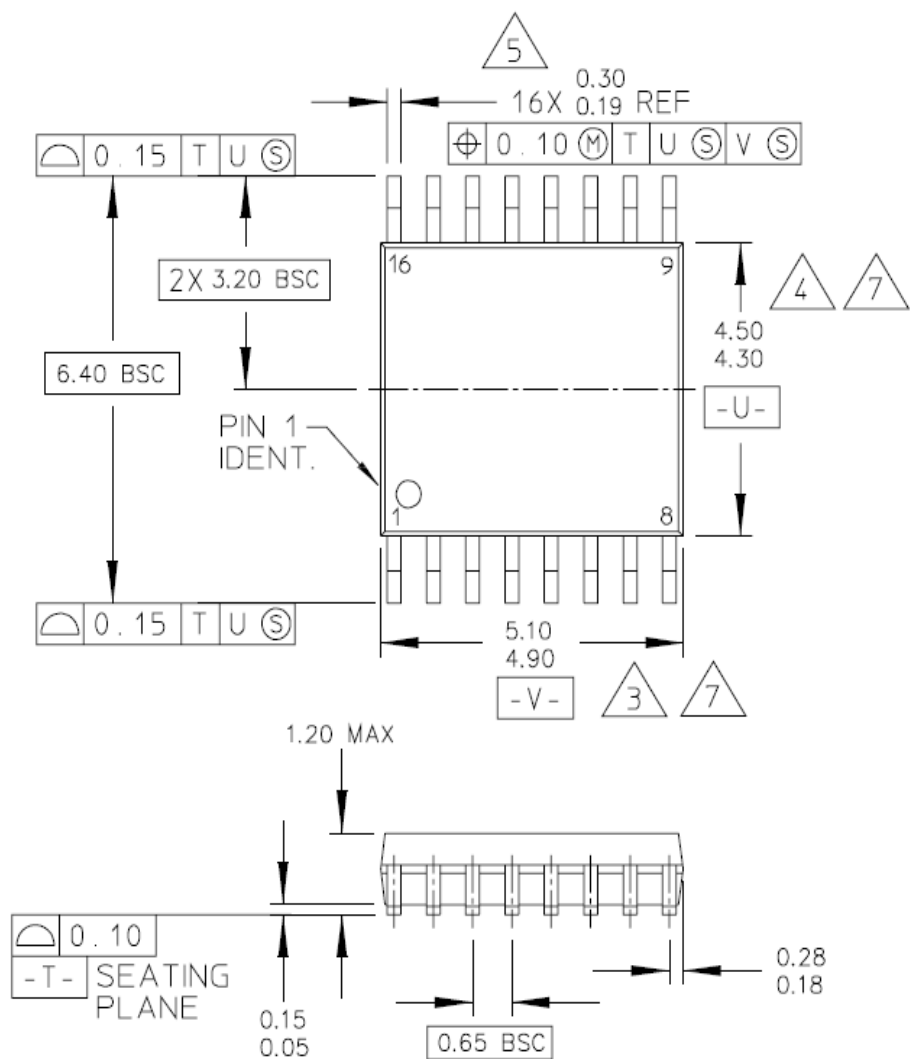 5
0.30
16X 0.19 REF
⌖ 0.10 Ⓜ T U Ⓢ V Ⓢ
⌓ 0.15 T U Ⓢ
2X 3.20 BSC
16 9
4 7
4.50
4.30
6.40 BSC
-U-
PIN 1
IDENT.
1 8
⌓ 0.15 T U Ⓢ
5.10
4.90
-V- 3 7
1.20 MAX
⌓ 0.10
-T- SEATING
PLANE
0.15
0.05
0.65 BSC
0.28
0.18